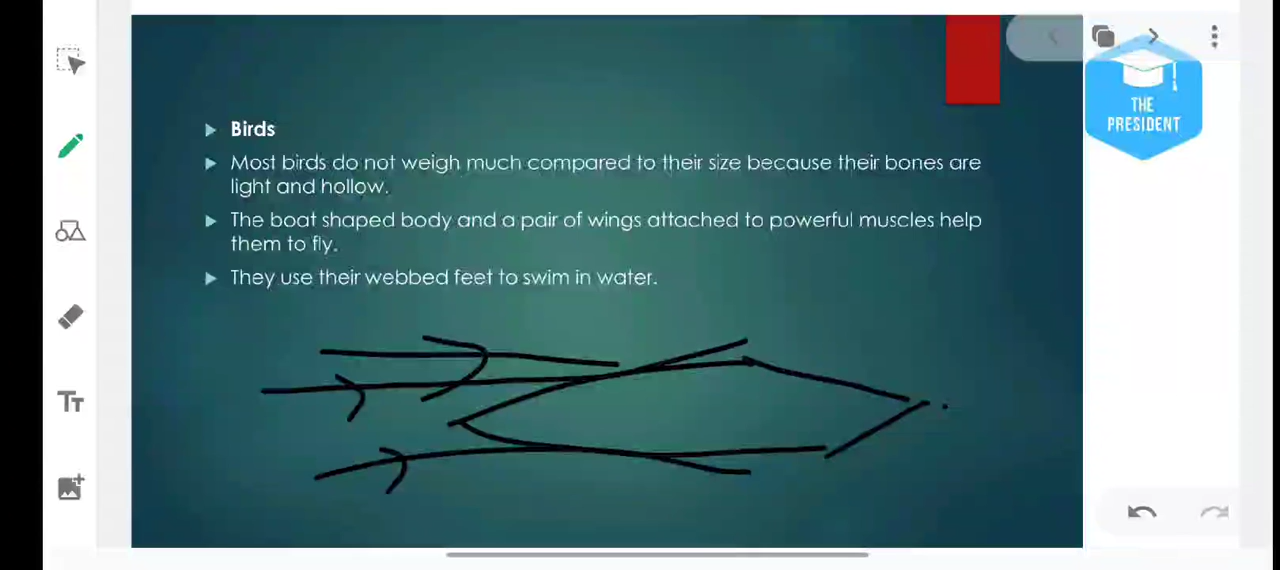 Birds
Most birds do not weigh much compared to their size because their bones are
light and hollow.
The boat shaped body and a pair of wings attached to powerful muscles help
them to fly.
They use their webbed feet to swim in water.
THE
PRESIDENT
TT